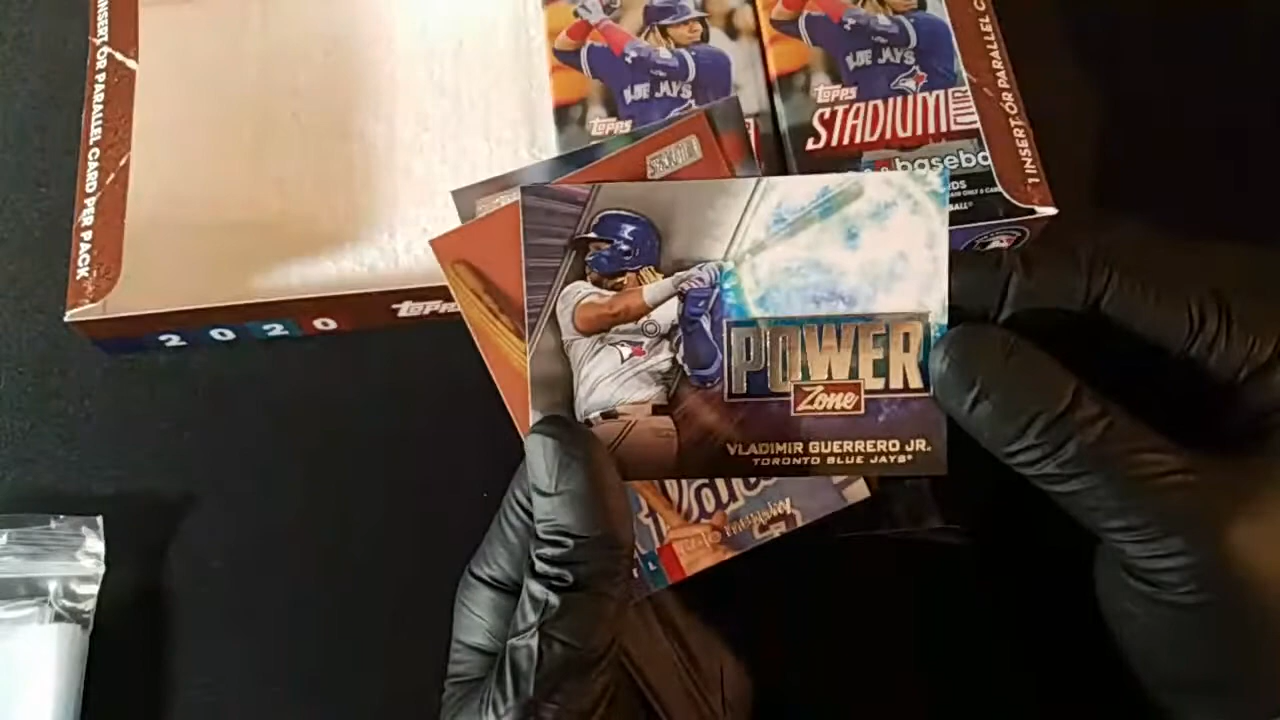 INSERT OR PARALLEL CARD PER PACK
2020
topps
BLUE JAYS
TOPPS
BLUE JAYS
TOPPS
STADIUM
CLUB
baseba
1 INSERT OR PARALLEL C
POWER
Zone
VLADIMIR GUERRERO JR.
TORONTO BLUE JAYS®